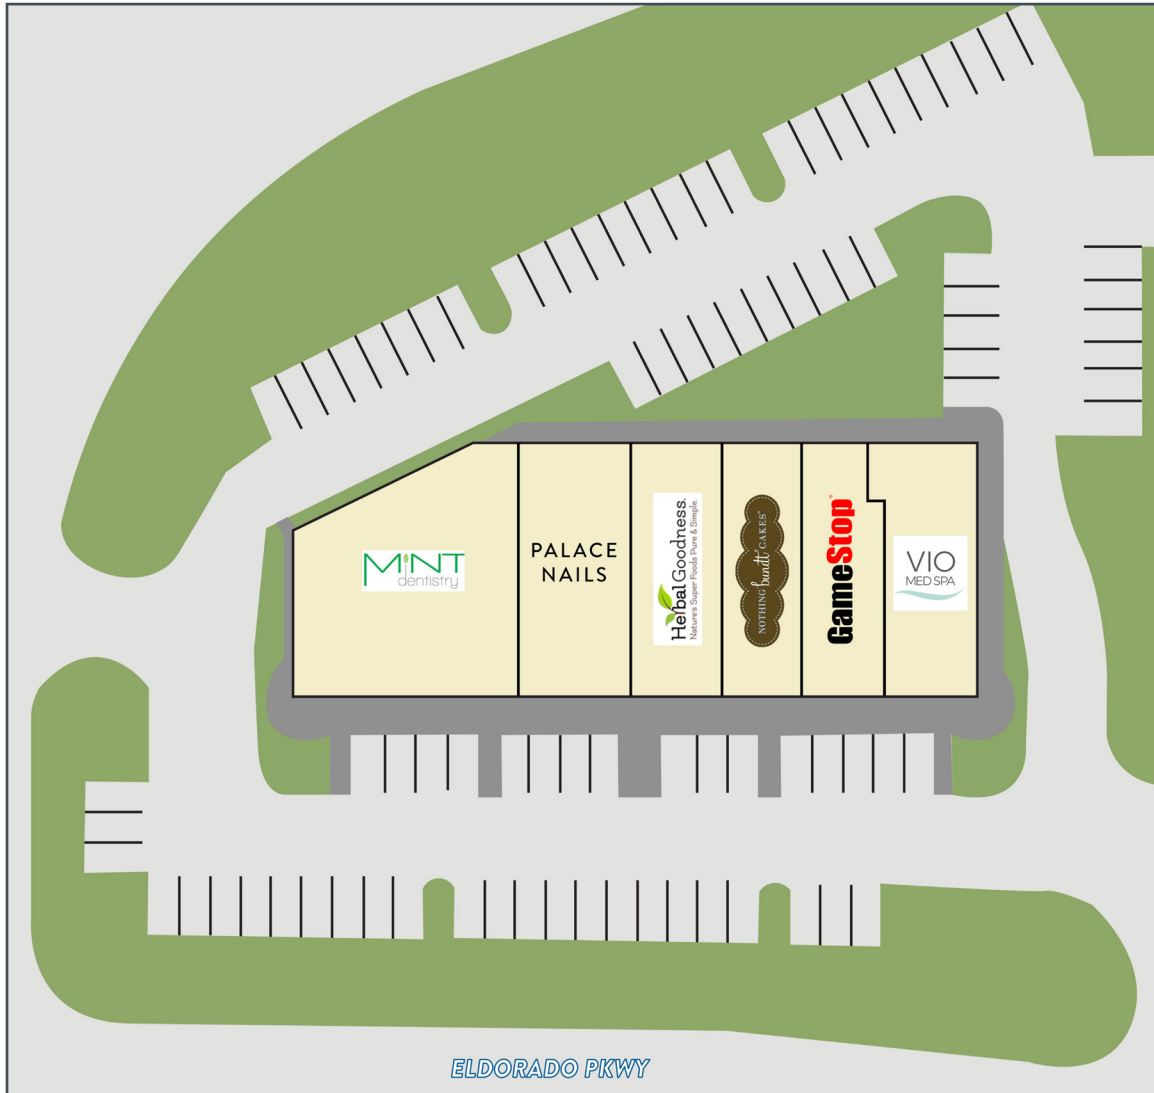 MiNT
dentistry
PALACE
NAILS
Herbal Goodness.
Nature's Super Foods Pure & Simple.
NOTHING bundt CAKES®
GameStop®
VIO
MED SPA
ELDORADO PKWY